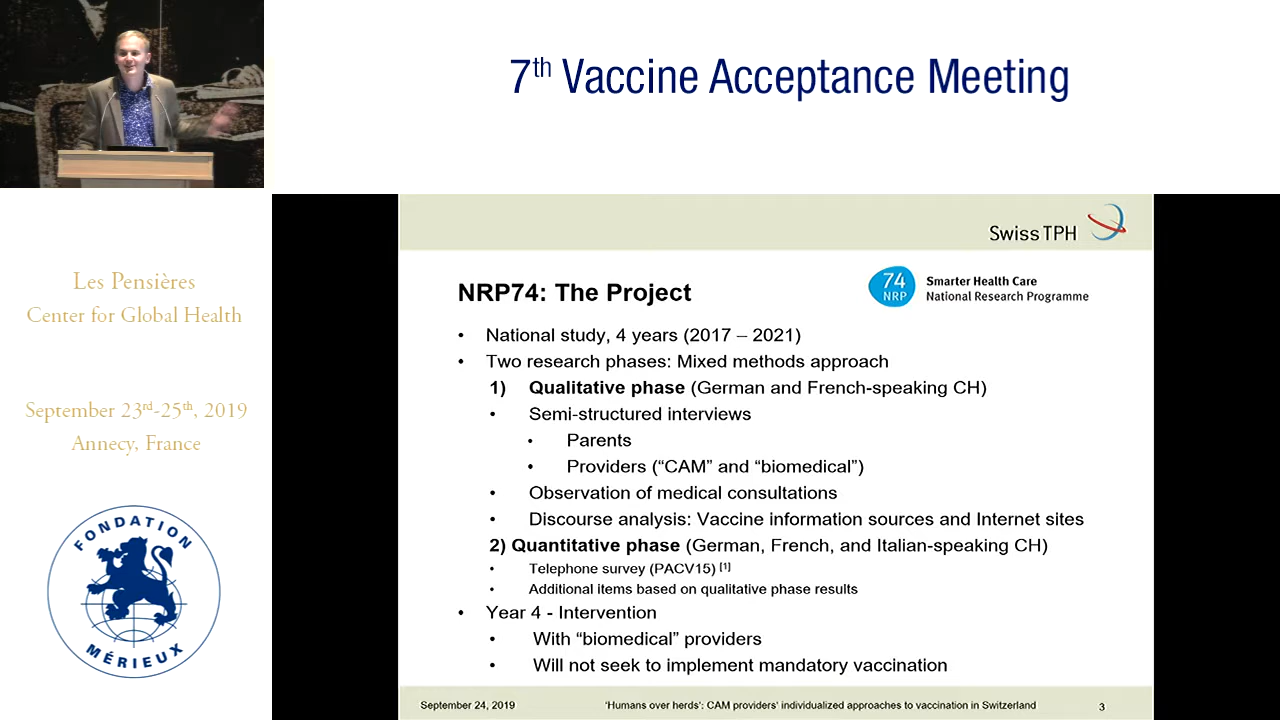 7th Vaccine Acceptance Meeting
Les Pensières
Center for Global Health
September 23rd-25th, 2019
Annecy, France
FONDATION
MÉRIEUX
Swiss TPH
74
NRP
Smarter Health Care
National Research Programme
NRP74: The Project
• National study, 4 years (2017 – 2021)
• Two research phases: Mixed methods approach
1) Qualitative phase (German and French-speaking CH)
• Semi-structured interviews
• Parents
• Providers (“CAM” and “biomedical”)
• Observation of medical consultations
• Discourse analysis: Vaccine information sources and Internet sites
2) Quantitative phase (German, French, and Italian-speaking CH)
• Telephone survey (PACV15) [1]
• Additional items based on qualitative phase results
• Year 4 - Intervention
• With “biomedical” providers
• Will not seek to implement mandatory vaccination
September 24, 2019
‘Humans over herds’: CAM providers’ individualized approaches to vaccination in Switzerland
3